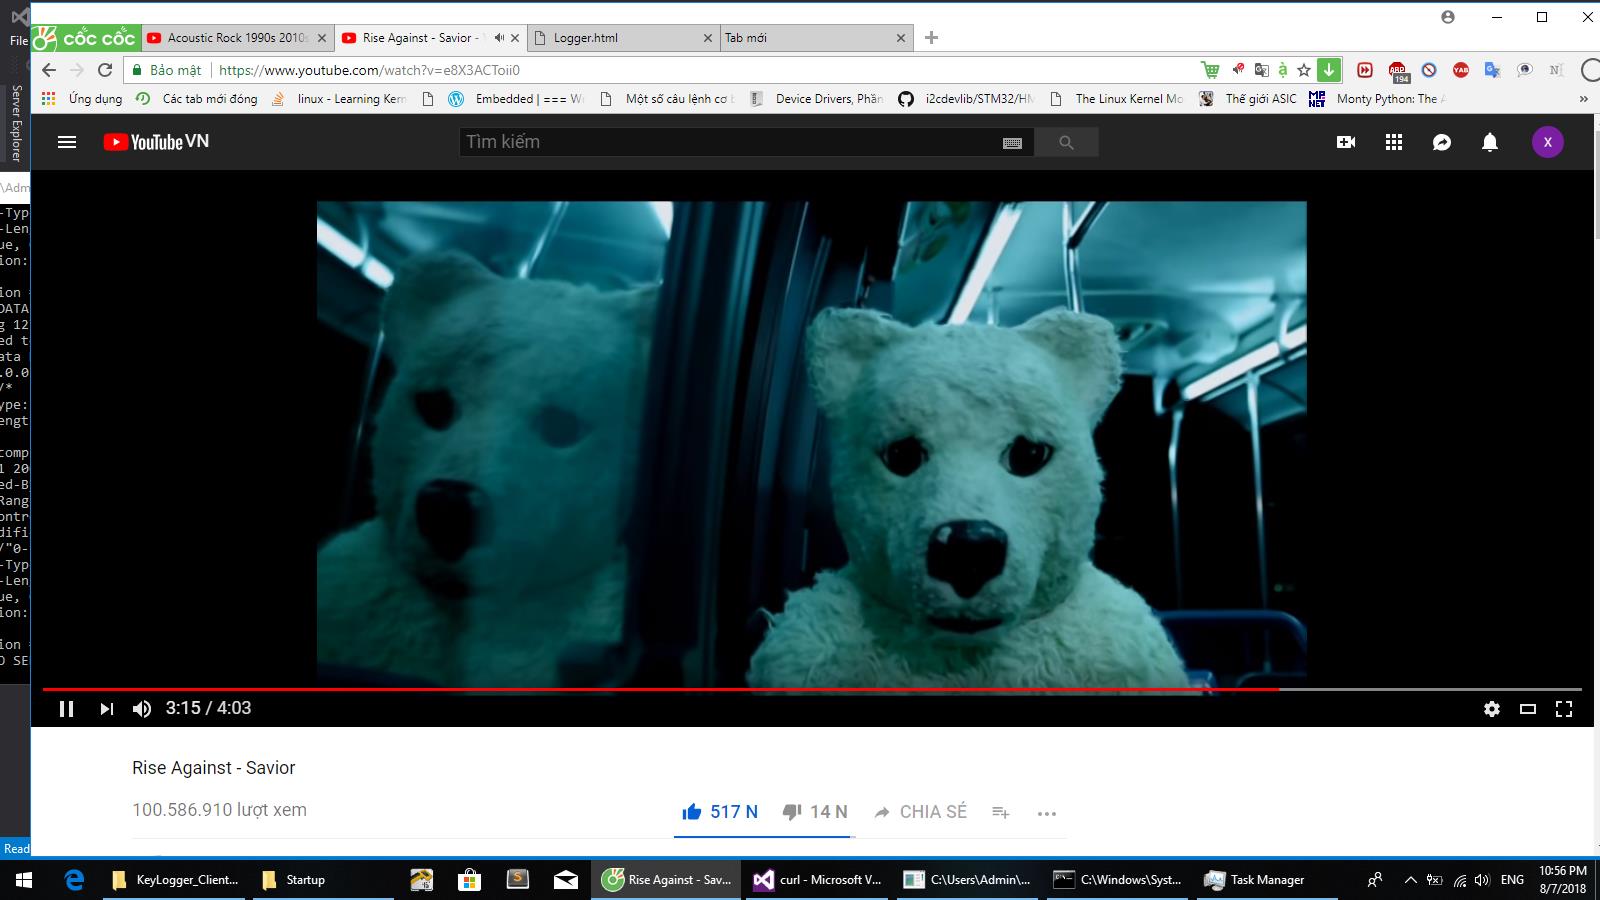 File
CỐC CỐC
Acoustic Rock 1990s 2010s
Rise Against - Savior -
Logger.html
Tab mới
Bảo mật
https://www.youtube.com/watch?v=e8X3ACToii0
ABP
194
YAB
Ứng dụng
Các tab mới đóng
linux - Learning Kern
Embedded | === W
Một số câu lệnh cơ b
Device Drivers, Phần
i2cdevlib/STM32/HM
The Linux Kernel Mo
Thế giới ASIC
Monty Python: The A
»
Server Explorer
YouTube VN
Tìm kiếm
X
\Adm
-Typ
-Len
ue,
ion:
ion
DATA
g 12
ed t
ata
.0.0
/*
ype:
engt
comp
l 20
ed-B
Rang
ontr
difi
/"0-
-Typ
-Len
ue,
ion:
ion
O SE
3:15 / 4:03
Rise Against - Savior
100.586.910 lượt xem
517 N
14 N
CHIA SẺ
Read
KeyLogger_Client...
Startup
Rise Against - Sav...
curl - Microsoft V...
C:\Users\Admin\...
C:\Windows\Syst...
Task Manager
ENG
10:56 PM
8/7/2018